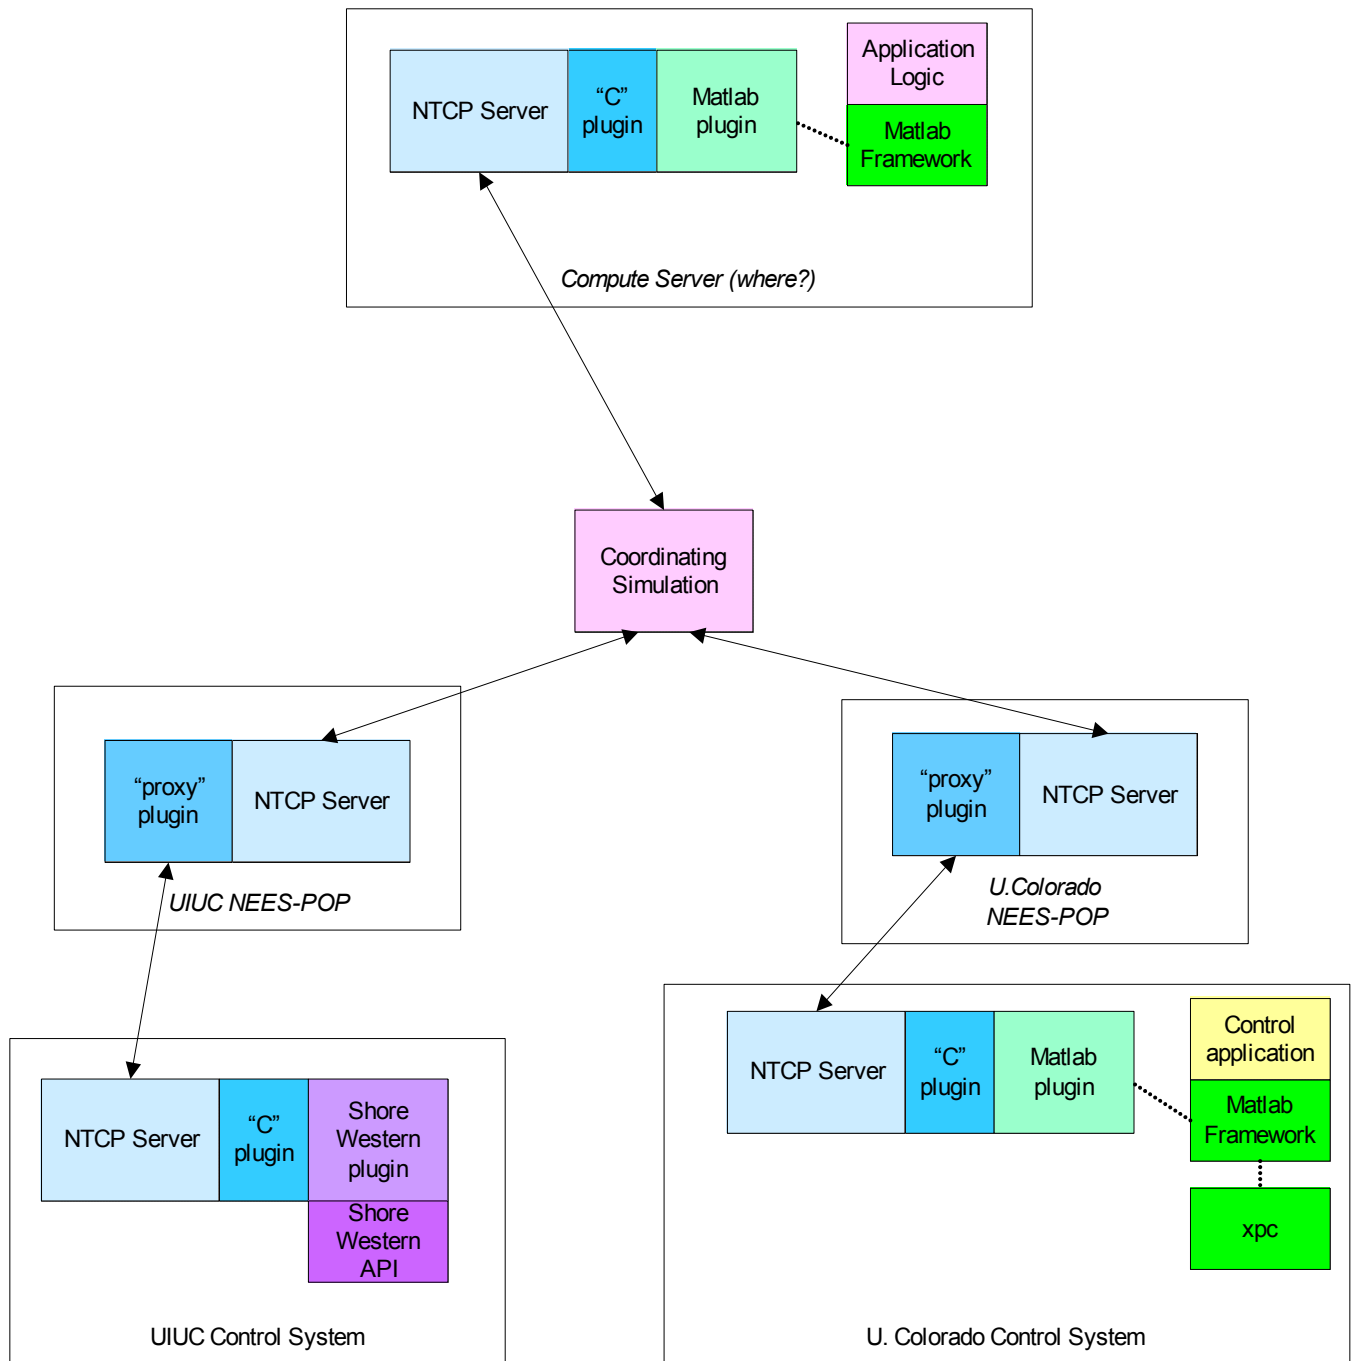 NTCP Server
“C”
plugin
Matlab
plugin
Application
Logic
Matlab
Framework
Compute Server (where?)
Coordinating
Simulation
“proxy”
plugin
NTCP Server
UIUC NEES-POP
“proxy”
plugin
NTCP Server
U.Colorado
NEES-POP
NTCP Server
“C”
plugin
Shore
Western
plugin
Shore
Western
API
UIUC Control System
NTCP Server
“C”
plugin
Matlab
plugin
Control
application
Matlab
Framework
xpc
U. Colorado Control System